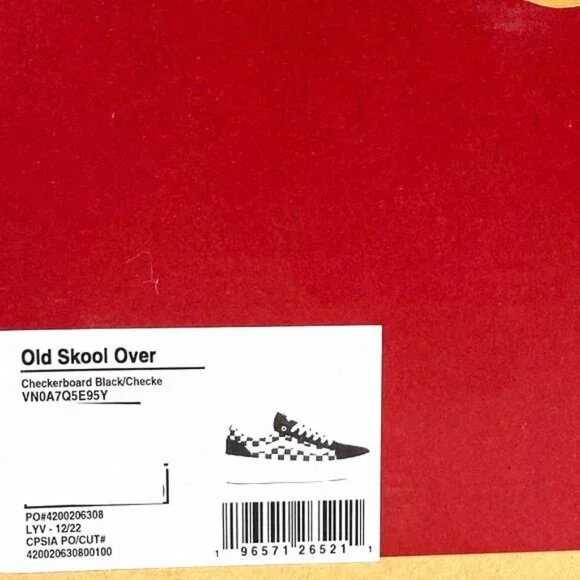 Old Skool Over
Checkerboard Black/Checke
VN0A7Q5E95Y
PO#4200206308
LYV - 12/22
CPSIA PO/CUT#
420020630800100
1 96571 26521 1